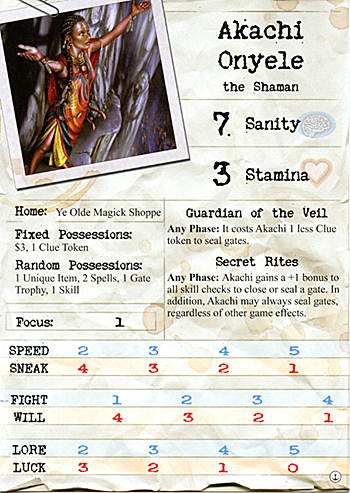 Akachi
Onyele
the Shaman
7 Sanity
3 Stamina
Home: Ye Olde Magick Shoppe
Fixed Possessions:
$3, 1 Clue Token
Random Possessions:
1 Unique Item, 2 Spells, 1 Gate
Trophy, 1 Skill
Focus: 1
Guardian of the Veil
Any Phase: It costs Akachi 1 less Clue
token to seal gates.
Secret Rites
Any Phase: Akachi gains a +1 bonus to
all skill checks to close or seal a gate. In
addition, Akachi may always seal gates,
regardless of other game effects.
SPEED 2 3 4 5
SNEAK 4 3 2 1
FIGHT 1 2 3 4
WILL 4 3 2 1
LORE 2 3 4 5
LUCK 3 2 1 0